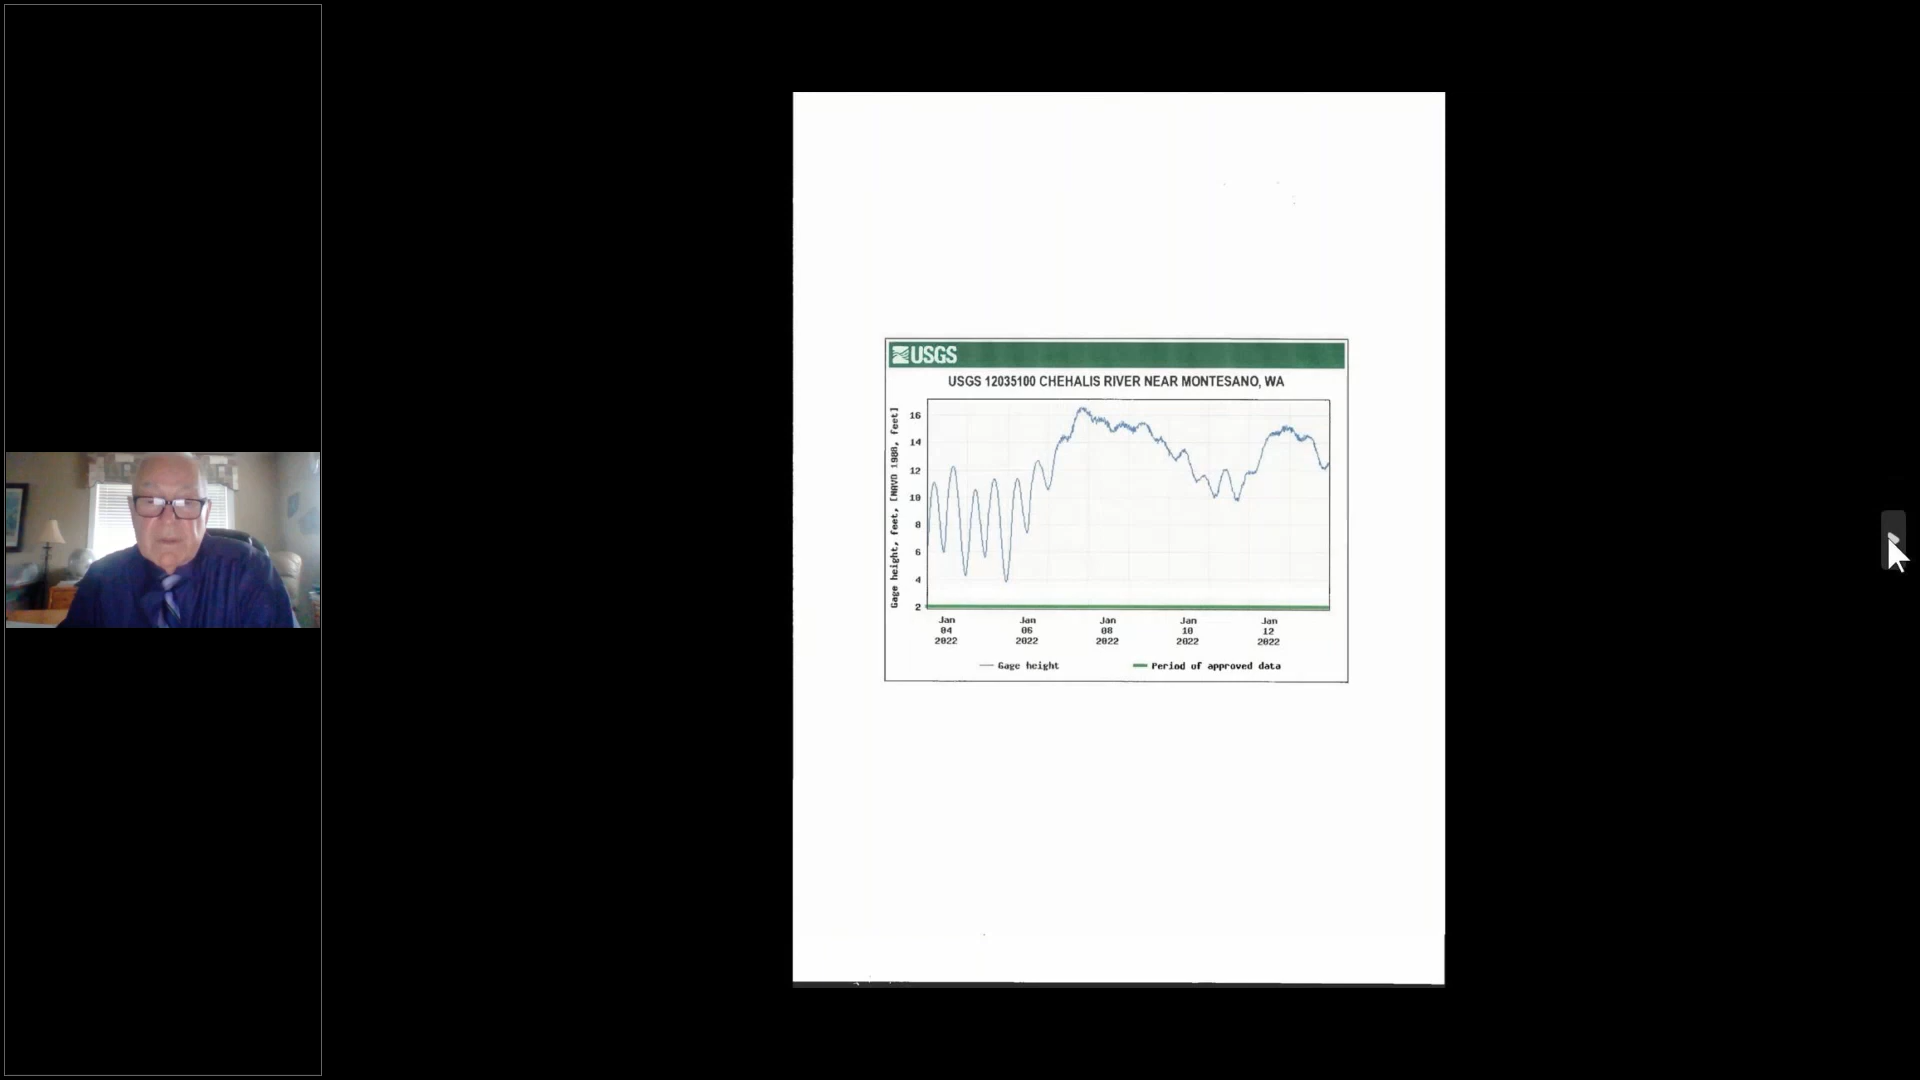 USGS
USGS 12035100 CHEHALIS RIVER NEAR MONTESANO, WA
Gage height, feet, [NAVD 1988, feet]
16
14
12
10
8
6
4
2
Jan 04 2022
Jan 06 2022
Jan 08 2022
Jan 10 2022
Jan 12 2022
Gage height
Period of approved data